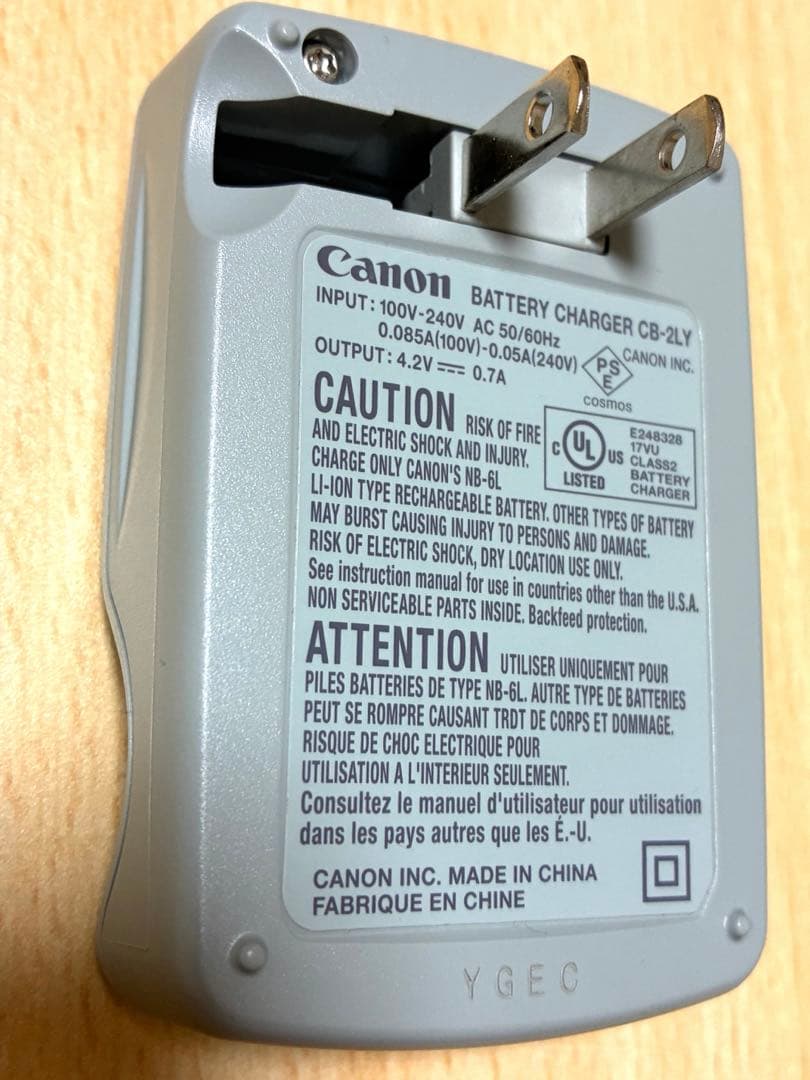 Canon BATTERY CHARGER CB-2LY
INPUT: 100V-240V AC 50/60Hz
0.085A(100V)-0.05A(240V)
CANON INC.
OUTPUT: 4.2V⎓ 0.7A
PS
E
COSMOS
CAUTION RISK OF FIRE
AND ELECTRIC SHOCK AND INJURY.
CHARGE ONLY CANON'S NB-6L
LI-ION TYPE RECHARGEABLE BATTERY. OTHER TYPES OF BATTERY
MAY BURST CAUSING INJURY TO PERSONS AND DAMAGE.
RISK OF ELECTRIC SHOCK, DRY LOCATION USE ONLY.
See instruction manual for use in countries other than the U.S.A.
NON SERVICEABLE PARTS INSIDE. Backfeed protection.
C UL US
LISTED
E248328
17VU
CLASS2
BATTERY
CHARGER
ATTENTION UTILISER UNIQUEMENT POUR
PILES BATTERIES DE TYPE NB-6L. AUTRE TYPE DE BATTERIES
PEUT SE ROMPRE CAUSANT TRDT DE CORPS ET DOMMAGE.
RISQUE DE CHOC ELECTRIQUE POUR
UTILISATION A L'INTERIEUR SEULEMENT.
Consultez le manuel d'utilisateur pour utilisation
dans les pays autres que les É.-U.
CANON INC. MADE IN CHINA
FABRIQUE EN CHINE
YGEC